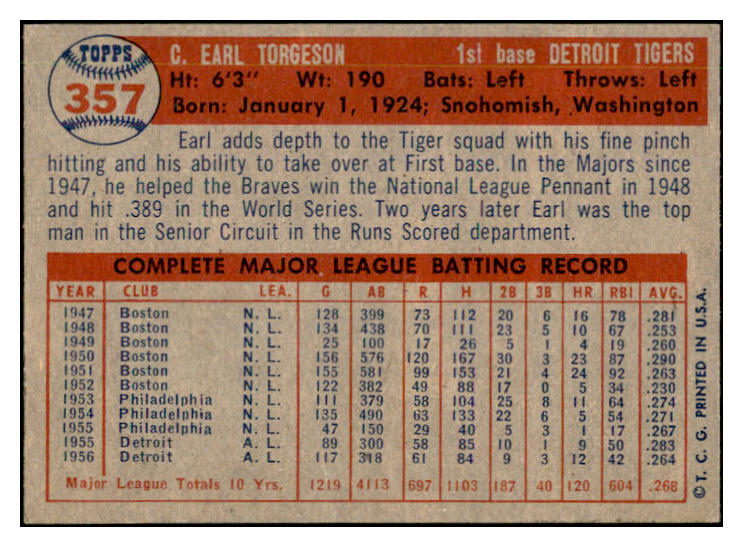 TOPPS
357
C. EARL TORGESON 1st base DETROIT TIGERS
Ht: 6'3" Wt: 190 Bats: Left Throws: Left
Born: January 1, 1924; Snohomish, Washington
Earl adds depth to the Tiger squad with his fine pinch
hitting and his ability to take over at First base. In the Majors since
1947, he helped the Braves win the National League Pennant in 1948
and hit .389 in the World Series. Two years later Earl was the top
man in the Senior Circuit in the Runs Scored department.
COMPLETE MAJOR LEAGUE BATTING RECORD
YEAR CLUB LEA. G AB R H 2B 3B HR RBI AVG.
1947 Boston N. L. 128 399 73 112 20 6 16 78 .281
1948 Boston N. L. 134 438 70 111 23 5 10 67 .253
1949 Boston N. L. 25 100 17 26 5 1 4 19 .260
1950 Boston N. L. 156 576 120 167 30 3 23 87 .290
1951 Boston N. L. 155 581 99 153 21 4 24 92 .263
1952 Boston N. L. 122 382 49 88 17 0 5 34 .230
1953 Philadelphia N. L. 111 379 58 104 25 8 11 64 .274
1954 Philadelphia N. L. 135 490 63 133 22 6 5 54 .271
1955 Philadelphia N. L. 47 150 29 40 5 3 1 17 .267
1955 Detroit A. L. 89 300 58 85 10 1 9 50 .283
1956 Detroit A. L. 117 318 61 84 9 3 12 42 .264
Major League Totals 10 Yrs. 1219 4113 697 1103 187 40 120 604 .268
© T. C. G. PRINTED IN U.S.A.